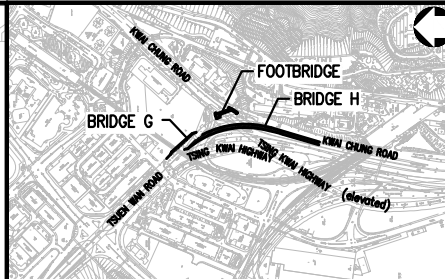 KWAI CHUNG ROAD
FOOTBRIDGE
BRIDGE H
BRIDGE G
TSING KWAI HIGHWAY
TSING KWAI HIGHWAY (elevated)
KWAI CHUNG ROAD
TSUEN WAN ROAD